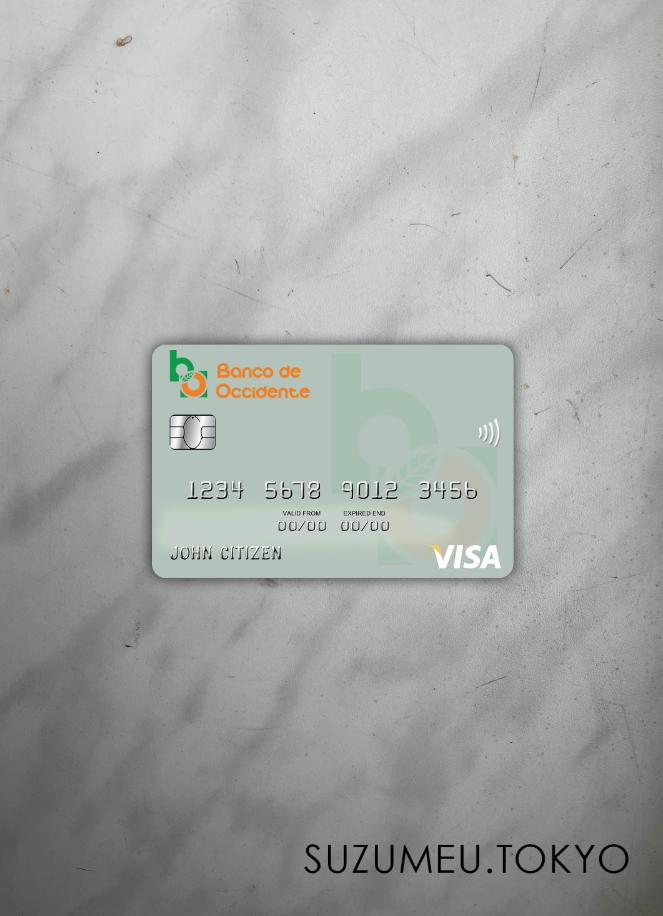 Banco de
Occidente
1234 5678 9012 3456
VALID FROM EXPIRED END
00/00 00/00
JOHN CITIZEN
VISA
SUZUMEU.TOKYO